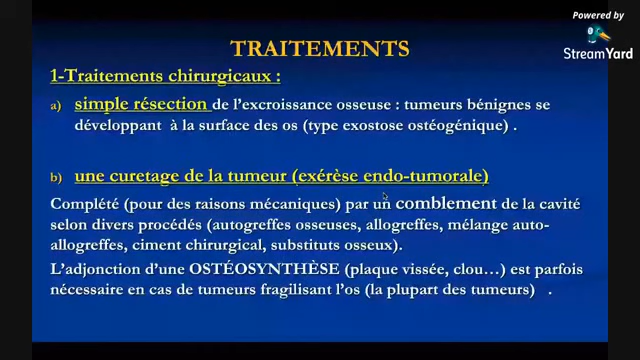 Powered by
StreamYard
TRAITEMENTS
1-Traitements chirurgicaux :
a) simple résection de l'excroissance osseuse : tumeurs bénignes se
développant à la surface des os (type exostose ostéogénique) .
b) une curetage de la tumeur (exérèse endo-tumorale)
Complété (pour des raisons mécaniques) par un comblement de la cavité
selon divers procédés (autogreffes osseuses, allogreffes, mélange auto-
allogreffes, ciment chirurgical, substituts osseux).
L'adjonction d'une OSTÉOSYNTHÈSE (plaque vissée, clou…) est parfois
nécessaire en cas de tumeurs fragilisant l'os (la plupart des tumeurs) .